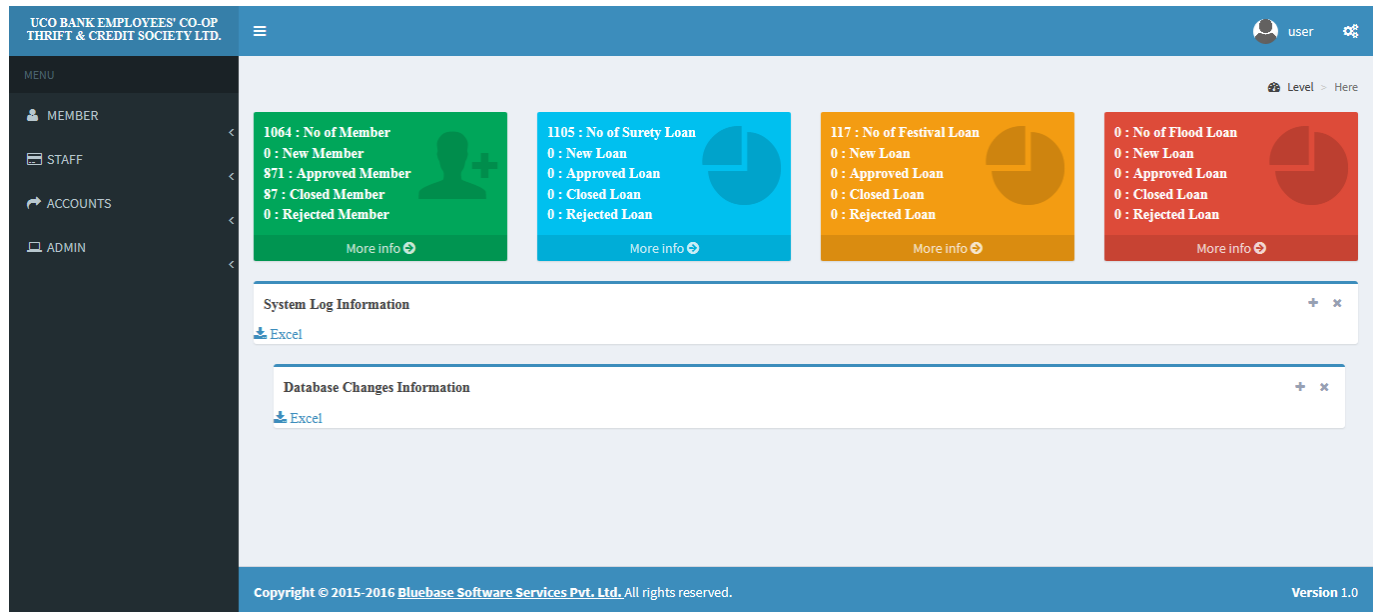 UCO BANK EMPLOYEES' CO-OP
THRIFT & CREDIT SOCIETY LTD.
user
MENU
Level > Here
MEMBER
STAFF
ACCOUNTS
ADMIN
1064 : No of Member
0 : New Member
871 : Approved Member
87 : Closed Member
0 : Rejected Member
More info
1105 : No of Surety Loan
0 : New Loan
0 : Approved Loan
0 : Closed Loan
0 : Rejected Loan
More info
117 : No of Festival Loan
0 : New Loan
0 : Approved Loan
0 : Closed Loan
0 : Rejected Loan
More info
0 : No of Flood Loan
0 : New Loan
0 : Approved Loan
0 : Closed Loan
0 : Rejected Loan
More info
System Log Information
Excel
Database Changes Information
Excel
Copyright © 2015-2016 Bluebase Software Services Pvt. Ltd. All rights reserved.
Version 1.0